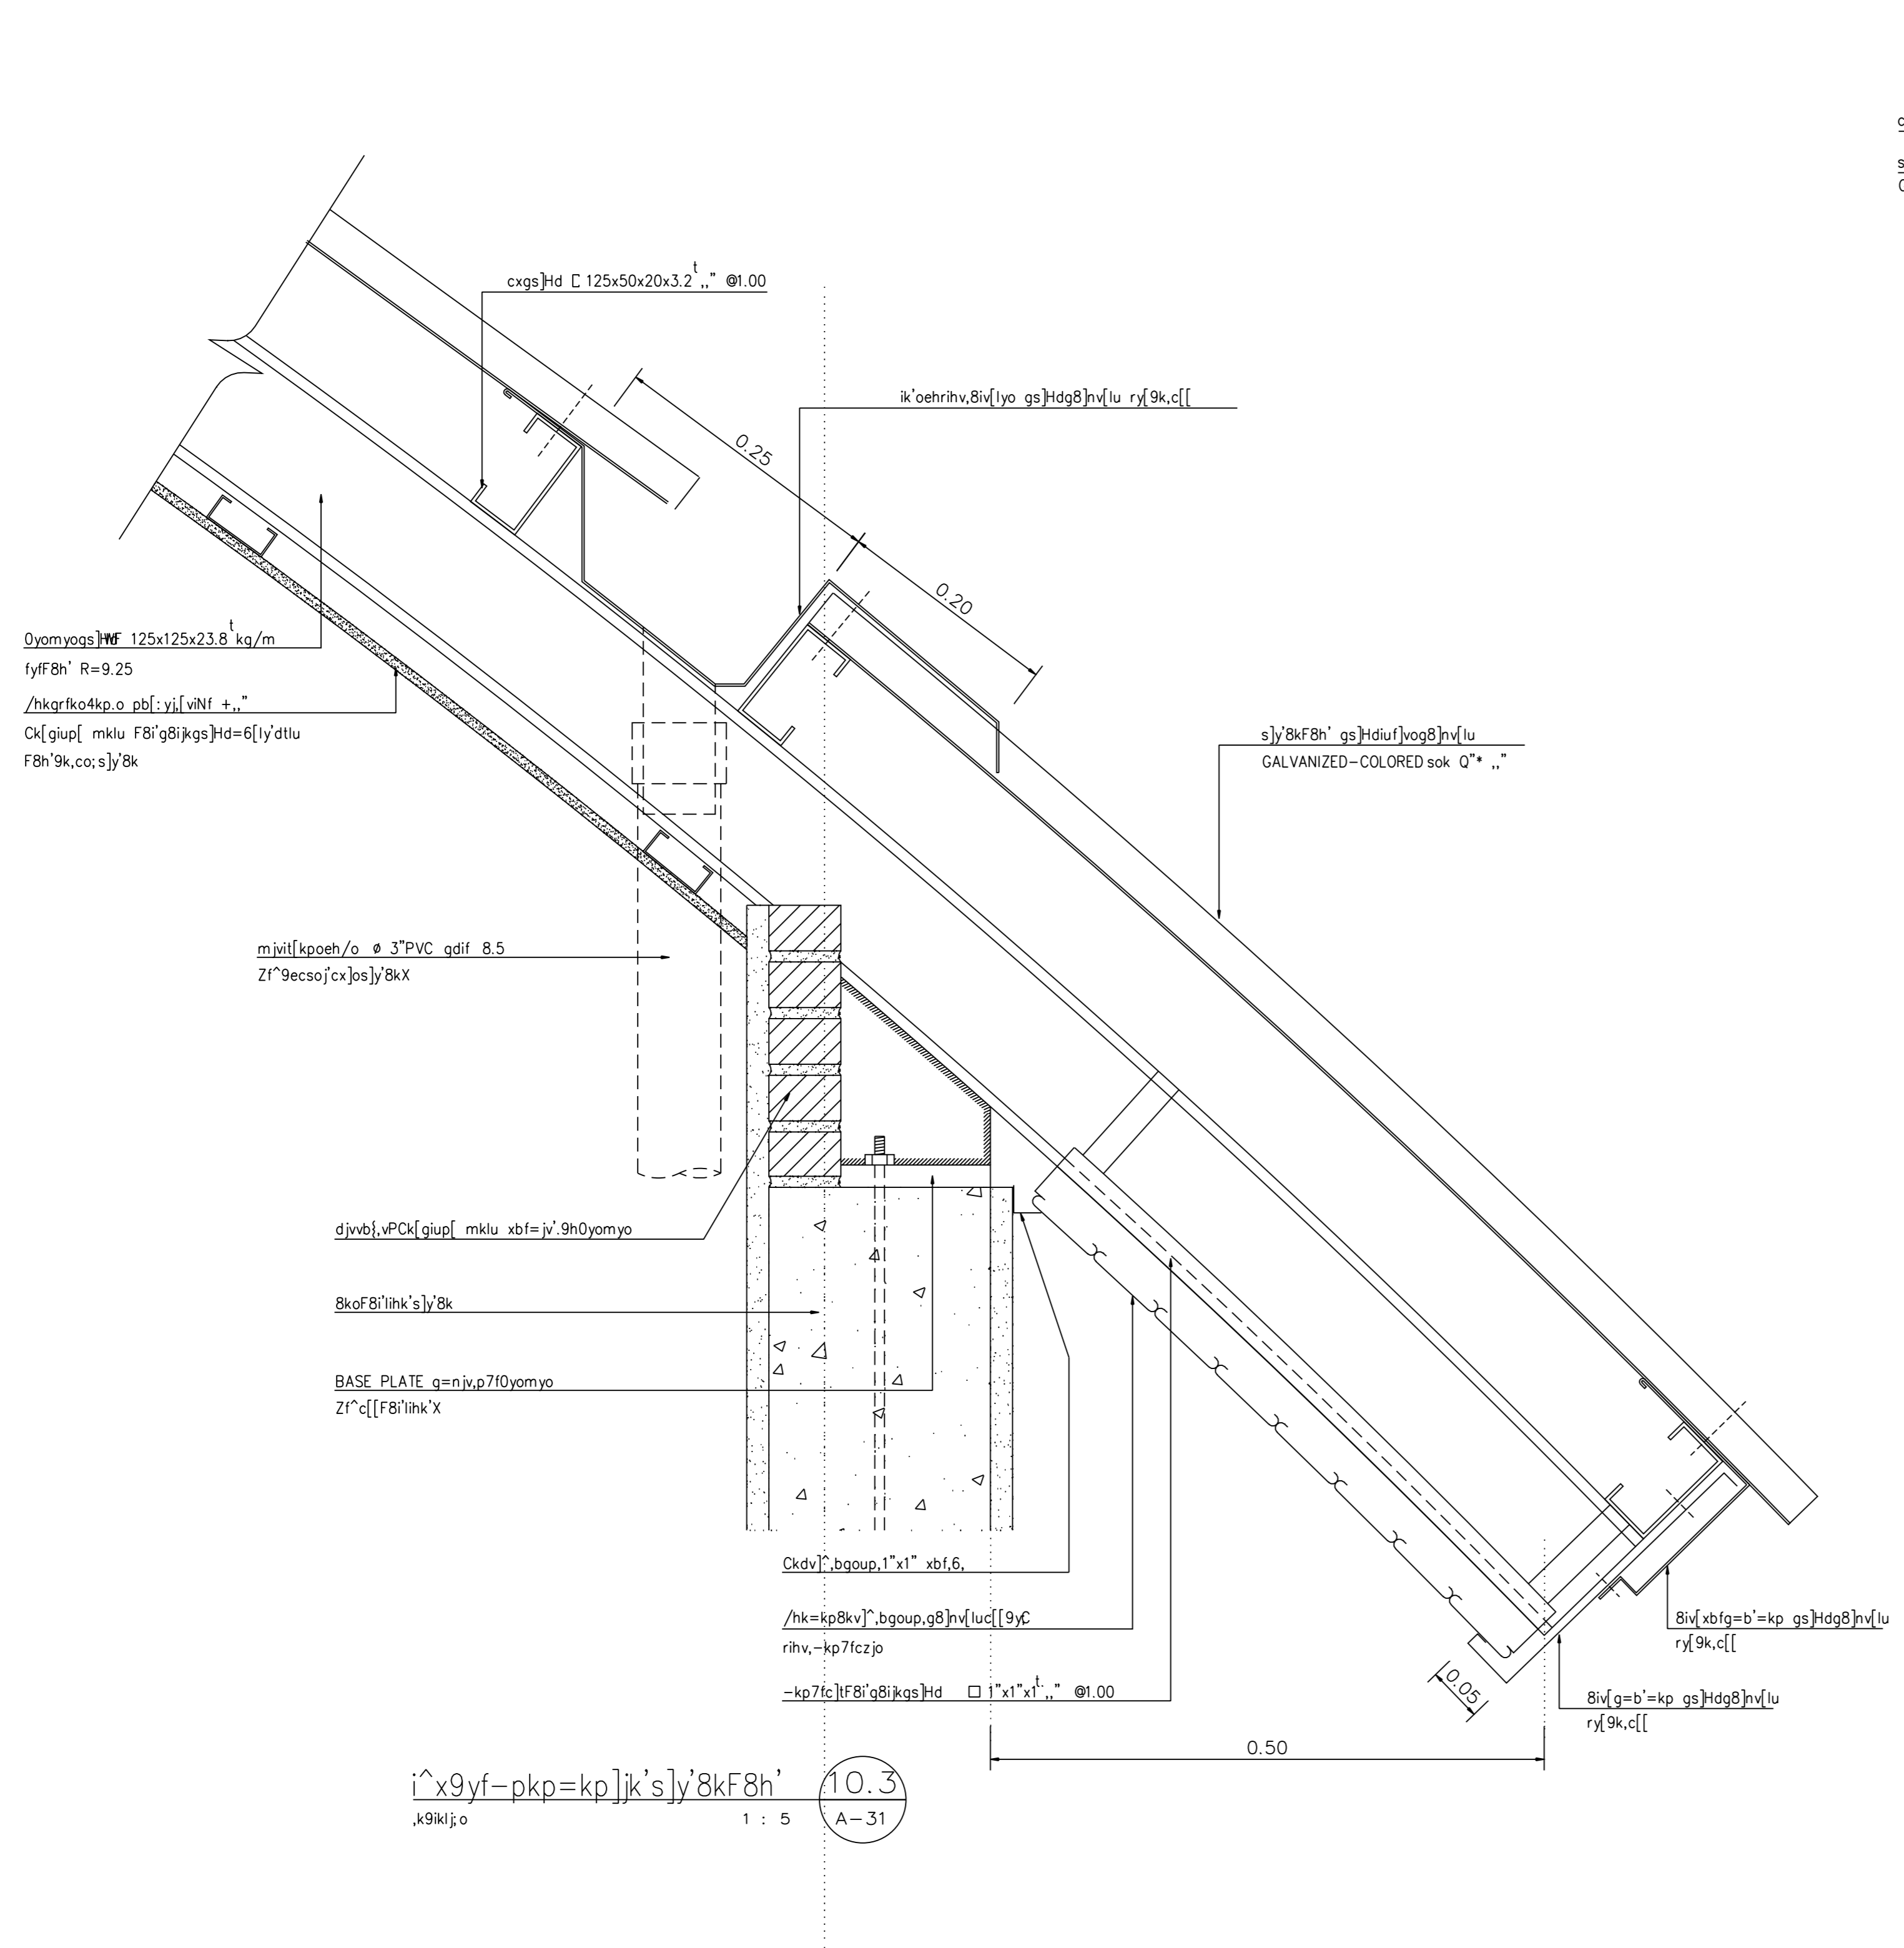 cxgs]Hd ⊏ 125x50x20x3.2 t ,,” @1.00
ik'oehrihv,8iv[lyo gs]Hdg8]nv[lu ry[9k,c[[
0.25
0.20
125x125x23.8 t kg/m
fyfF8h' R=9.25
/hkgrfko4kp.o pb[:yj,[viNf +,,”
Ck[giup[ mklu F8i'g8ijkgs]Hd=6[ly'dtlu
F8h'9k,co;s]y'8k
s]y'8kF8h' gs]Hdiuf]vog8]nv[lu
GALVANIZED-COLORED sok Q”* ,,”
mjvit[kpoeh/o ø 3”PVC gdif 8.5
Zf^9ecsoj'cx]os]y'8kX
djvvb{,vPCk[giup[ mklu xbf=jv'.9h0yomyo
8koF8i'lihk's]y'8k
BASE PLATE g=njv,p7f0yomyo
Zf^c[[F8i'lihk'X
Ckdv]^,bgoup,1”x1” xbf,6,
/hk=kp8kv]^,bgoup,g8]nv[luc[[
rihv,-kp7fczjo
-kp7fc]tF8i'g8ijkgs]Hd □ 1”x1”x1 t. ,,” @1.00
8iv[xbfg=b'=kp gs]Hdg8]nv[lu
ry[9k,c[[
8iv[g=b'=kp gs]Hdg8]nv[lu
ry[9k,c[[
0.05
0.50
i^x9yf-pkp=kp]jk's]y'8kF8h'
10.3
,k9iklj;o 1 : 5
A-31